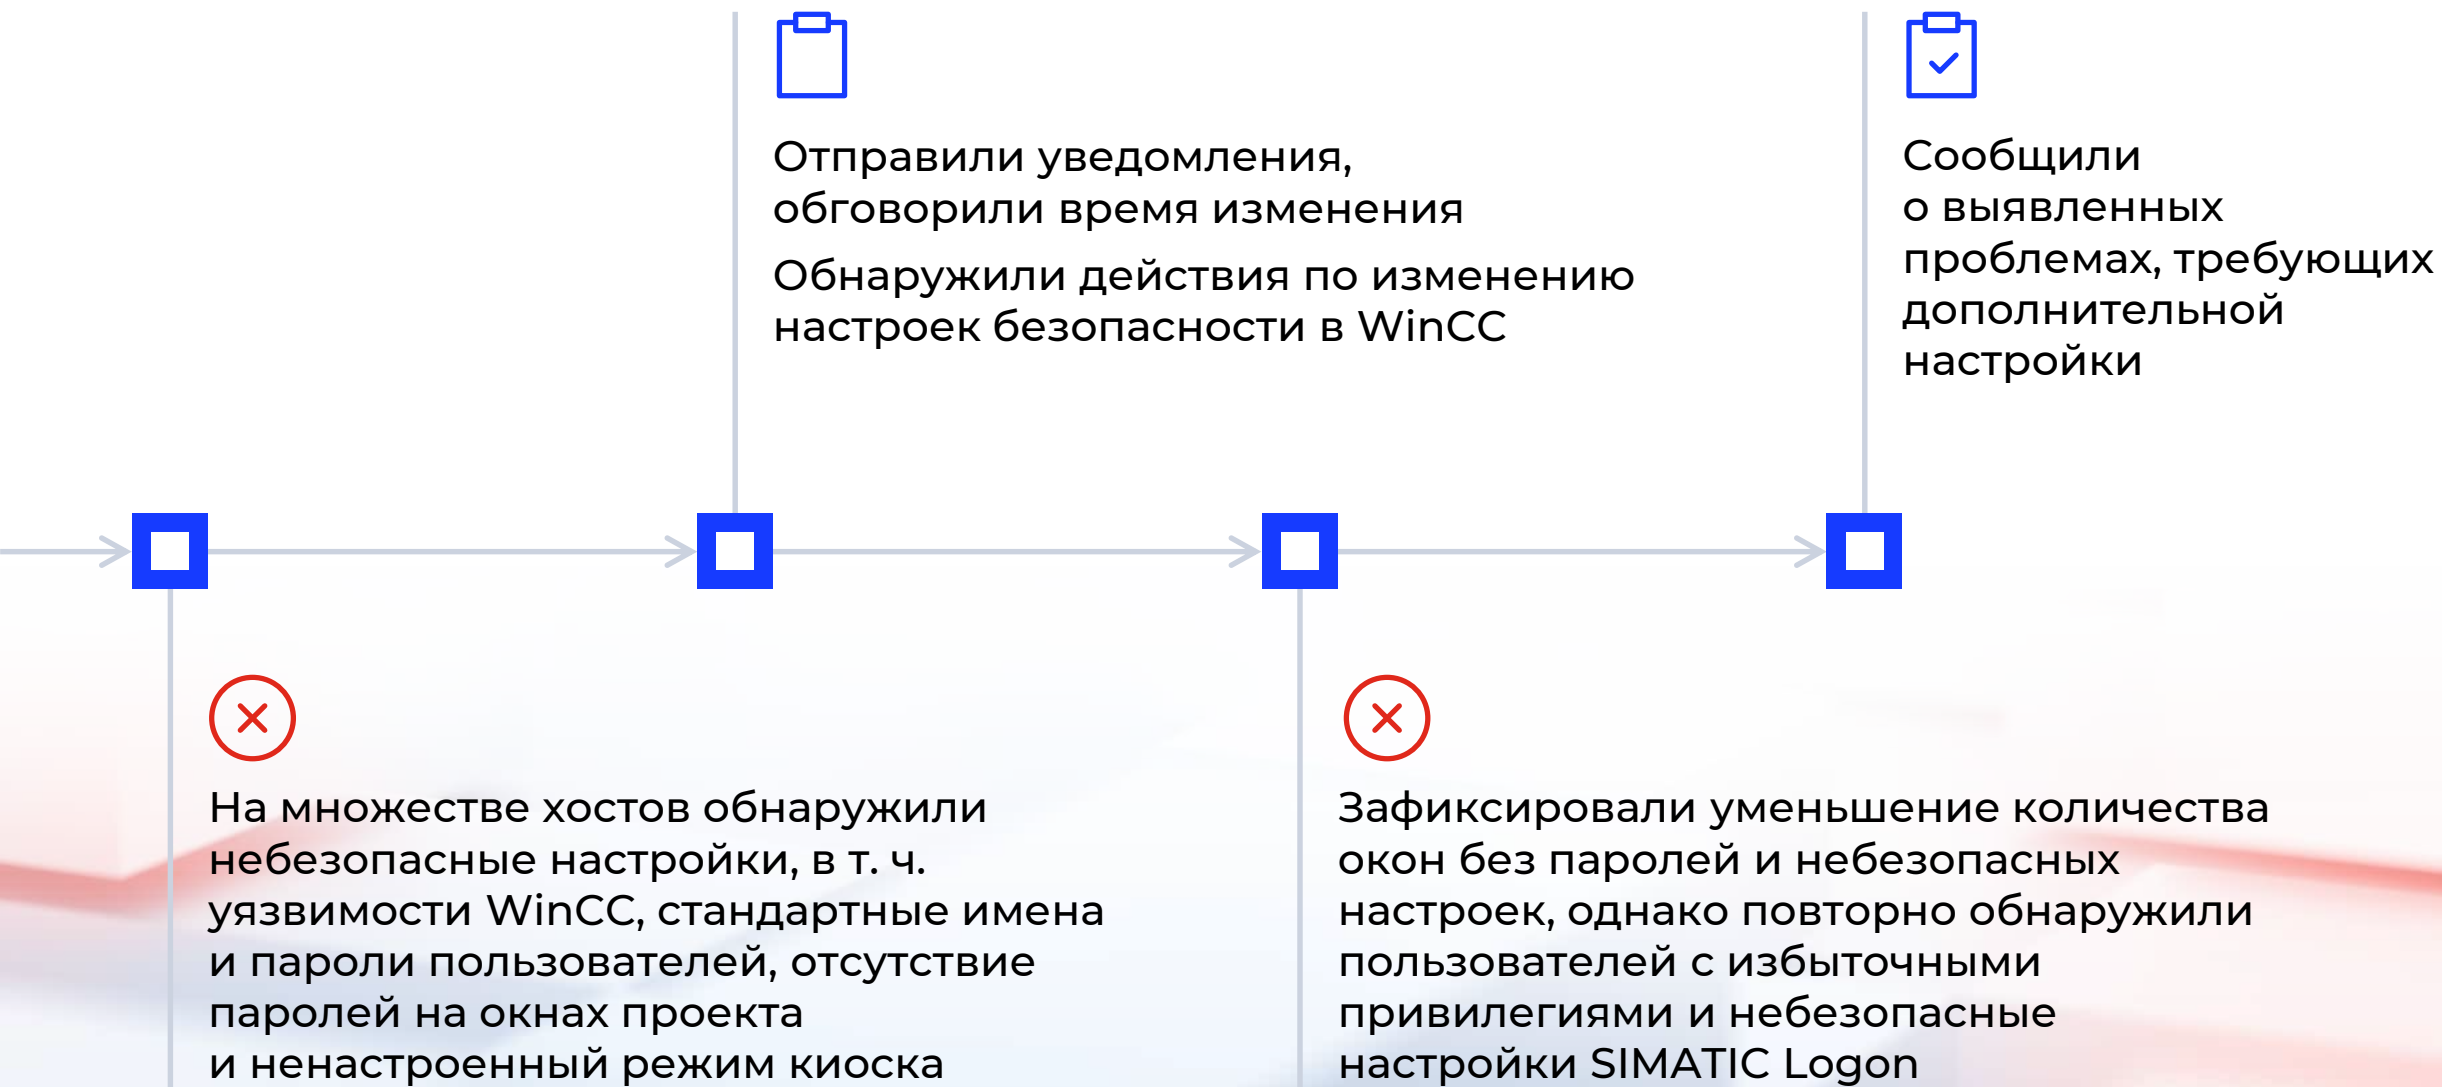 Отправили уведомления,
обговорили время изменения
Обнаружили действия по изменению
настроек безопасности в WinCC
Сообщили
о выявленных
проблемах, требующих
дополнительной
настройки
На множестве хостов обнаружили
небезопасные настройки, в т. ч.
уязвимости WinCC, стандартные имена
и пароли пользователей, отсутствие
паролей на окнах проекта
и ненастроенный режим киоска
Зафиксировали уменьшение количества
окон без паролей и небезопасных
настроек, однако повторно обнаружили
пользователей с избыточными
привилегиями и небезопасные
настройки SIMATIC Logon